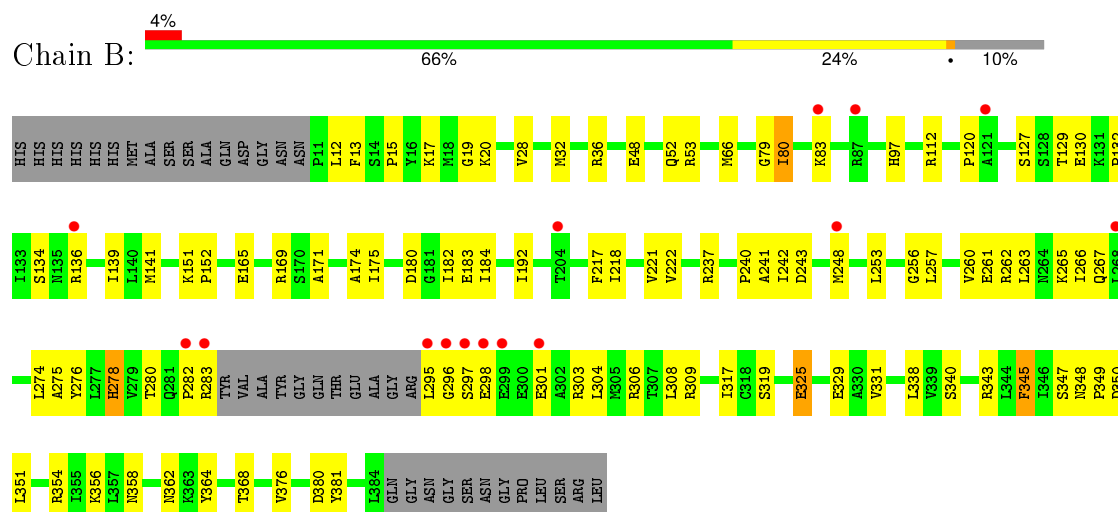 4%
Chain B:
66% 24% • 10%
HIS HIS HIS HIS HIS HIS MET ALA SER SER ALA GLN ASP GLY ASN ASN P11 L12 F13 S14 P15 Y16 K17 M18 G19 K20 V28 M32 R36 E48 Q52 R53 M66 G79 I80 K83 R87 H97 R112 P120 A121 S127 S128 T129 E130 K131 P132
I133 S134 N135 R136 I139 L140 M141 K151 P152 E165 R169 S170 A171 A174 I175 D180 G181 I182 E183 I184 I192 T204 F217 I218 V221 V222 R237 P240 A241 I242 D243 M248 L253 G256 L257 V260 E261 R262 L263 N264 K265 I266 Q267 L268
L274 A275 Y276 L277 H278 V279 T280 Q281 P282 R283 TYR VAL ALA TYR GLY GLN THR GLU ALA GLY ARG L295 G296 S297 E298 E299 E300 E301 A302 R303 L304 M305 R306 T307 L308 R309 I317 C318 S319 E325 E329 A330 V331 L338 V339 S340 R343 L344 F345 I346 S347 N348 P349 D350
L351 R354 I355 K356 L357 N358 N362 K363 Y364 T368 V376 D380 Y381 L384 GLN GLY ASN GLY SER ASN GLY PRO LEU SER ARG LEU